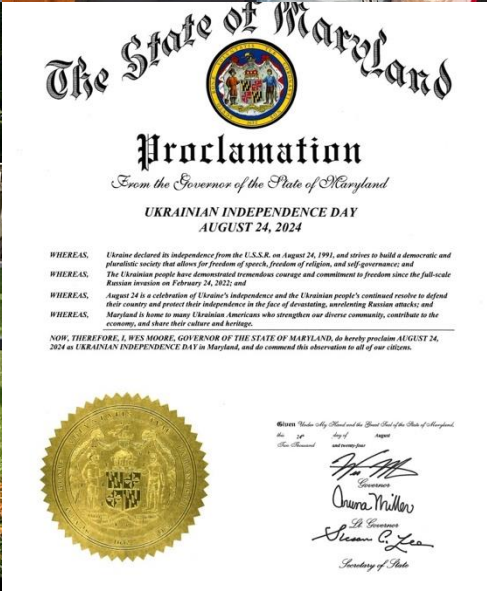 The State of Maryland
Proclamation
From the Governor of the State of Maryland
UKRAINIAN INDEPENDENCE DAY
AUGUST 24, 2024
WHEREAS, Ukraine declared its independence from the U.S.S.R. on August 24, 1991, and strives to build a democratic and
pluralistic society that allows for freedom of speech, freedom of religion, and self-governance; and
WHEREAS, The Ukrainian people have demonstrated tremendous courage and commitment to freedom since the full-scale
Russian invasion on February 24, 2022; and
WHEREAS, August 24 is a celebration of Ukraine's independence and the Ukrainian people's continued resolve to defend
their country and protect their independence in the face of devastating, unrelenting Russian attacks; and
WHEREAS, Maryland is home to many Ukrainian Americans who strengthen our diverse community, contribute to the
economy, and share their culture and heritage.
NOW, THEREFORE, I, WES MOORE, GOVERNOR OF THE STATE OF MARYLAND, do hereby proclaim AUGUST 24,
2024 as UKRAINIAN INDEPENDENCE DAY in Maryland, and do commend this observation to all of our citizens.
Given Under My Hand and the Great Seal of the State of Maryland,
this 24th day of August
Two Thousand and twenty-four
Governor
Aruna Miller
Lt. Governor
Susan C. Lee
Secretary of State